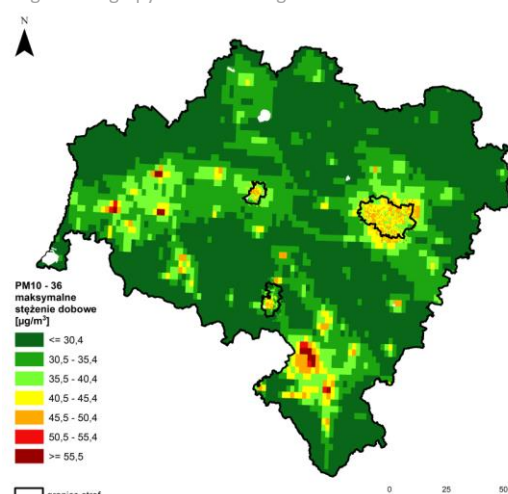 N
PM10 - 36
maksymalne
stężenie dobowe
[µg/m³]
<= 30,4
30,5 - 35,4
35,5 - 40,4
40,5 - 45,4
45,5 - 50,4
50,5 - 55,4
>= 55,5
0 25 50